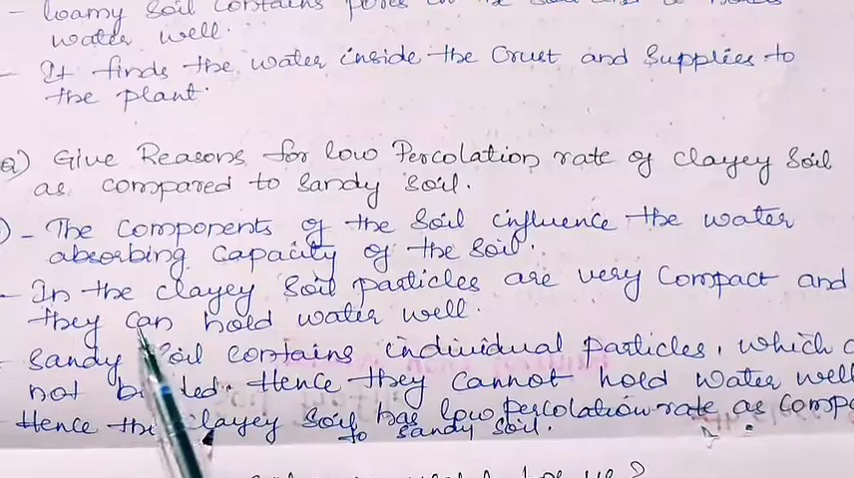 - loamy soil contains pores in
water well.
- It finds the water inside the crust and supplies to
the plant.
Q) Give Reasons for low Percolation rate of clayey soil
as compared to sandy soil.
- The components of the soil influence the water
absorbing capacity of the soil.
- In the clayey soil particles are very compact and
they can hold water well.
- Sandy soil contains individual particles, which
not. Hence they cannot hold water well
Hence the clayey soil has low percolation rate as
to sandy soil.